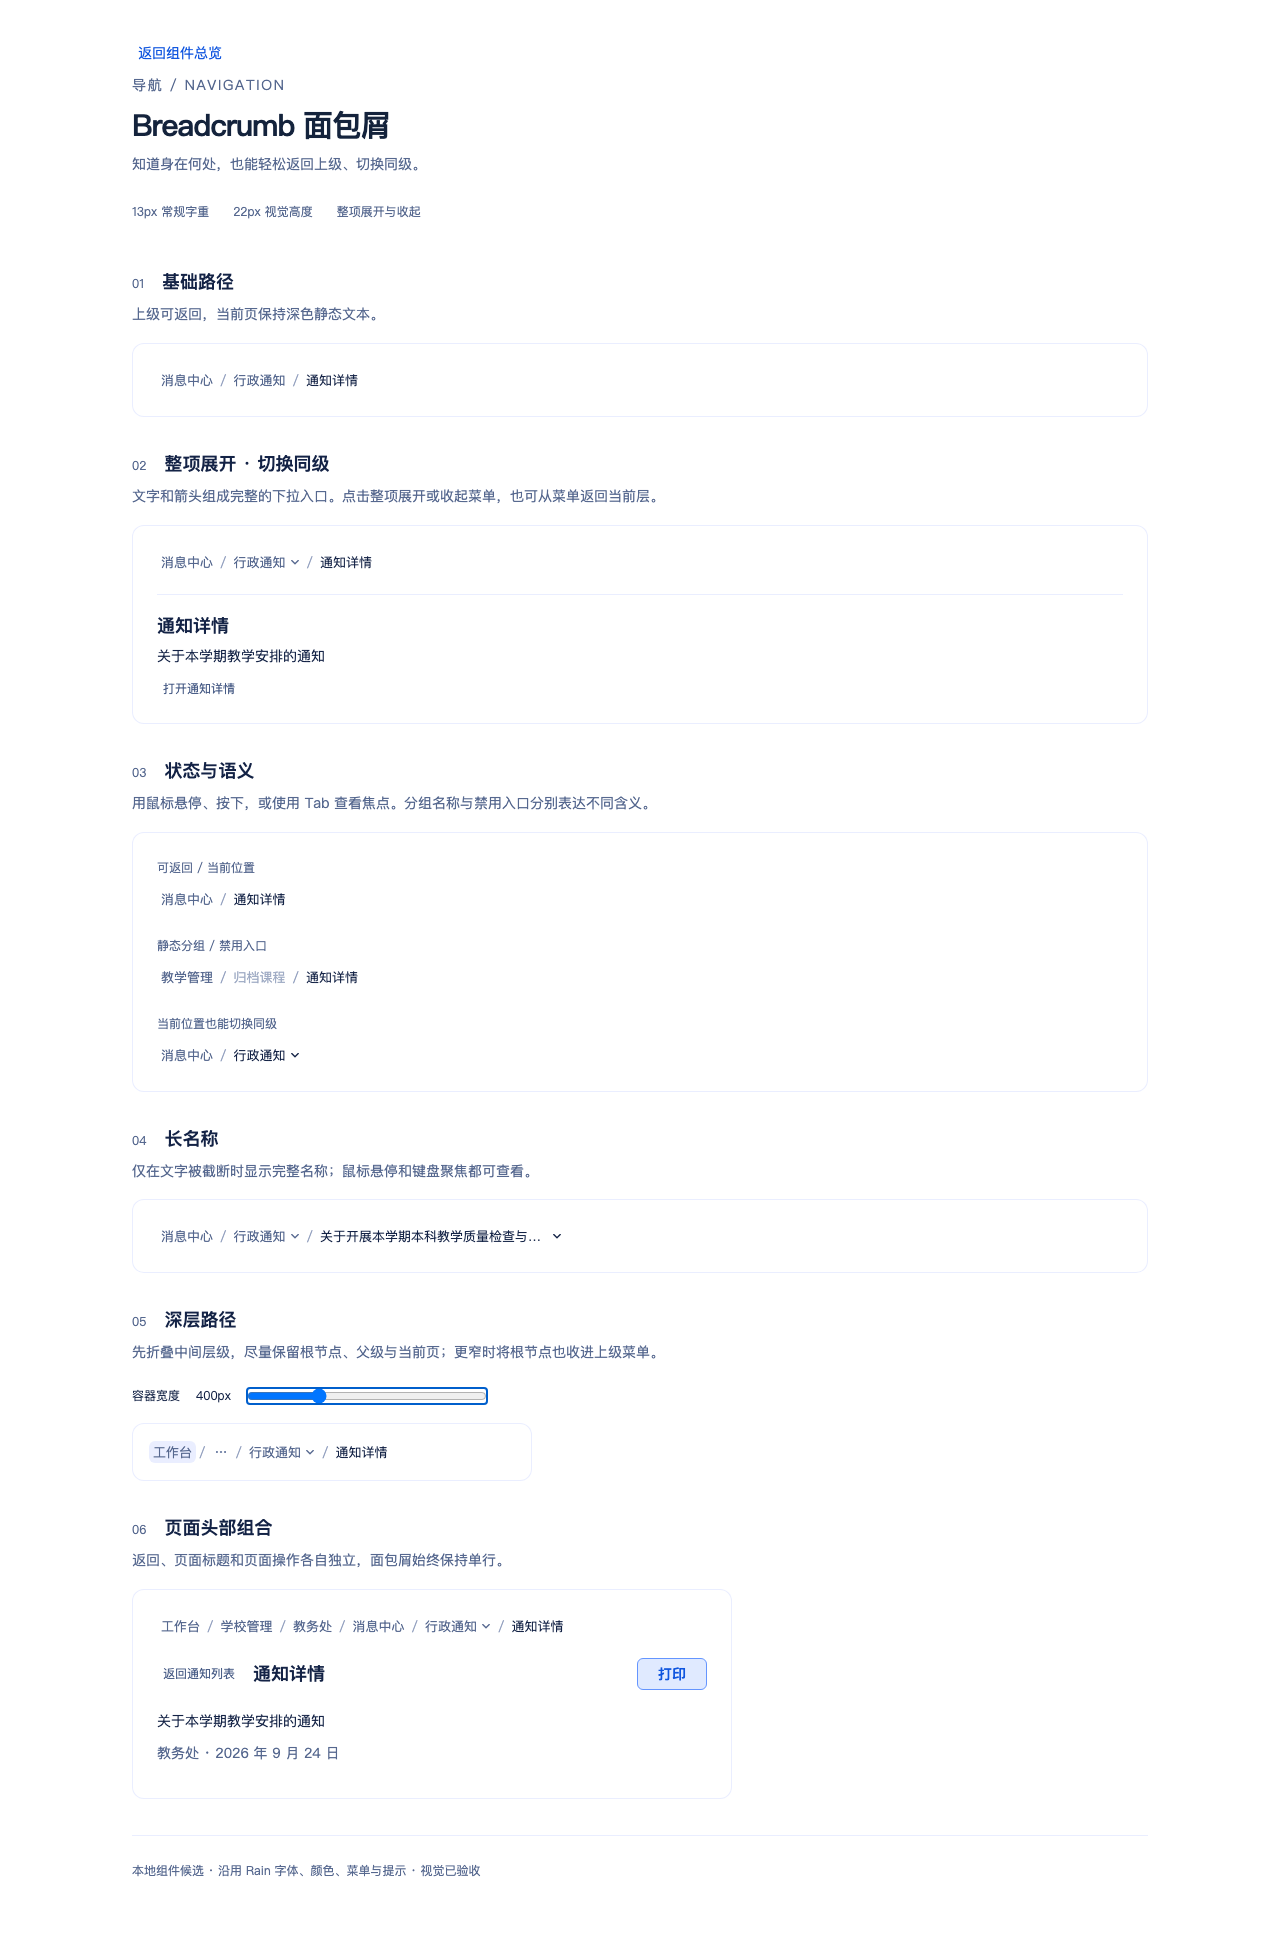 返回组件总览
导航 / NAVIGATION
Breadcrumb 面包屑
知道身在何处，也能轻松返回上级、切换同级。
13px 常规字重 22px 视觉高度 整项展开与收起
01 基础路径
上级可返回，当前页保持深色静态文本。
消息中心 / 行政通知 / 通知详情
02 整项展开 · 切换同级
文字和箭头组成完整的下拉入口。点击整项展开或收起菜单，也可从菜单返回当前层。
消息中心 / 行政通知 / 通知详情
通知详情
关于本学期教学安排的通知
打开通知详情
03 状态与语义
用鼠标悬停、按下，或使用 Tab 查看焦点。分组名称与禁用入口分别表达不同含义。
可返回 / 当前位置
消息中心 / 通知详情
静态分组 / 禁用入口
教学管理 / 归档课程 / 通知详情
当前位置也能切换同级
消息中心 / 行政通知
04 长名称
仅在文字被截断时显示完整名称；鼠标悬停和键盘聚焦都可查看。
消息中心 / 行政通知 / 关于开展本学期本科教学质量检查与...
05 深层路径
先折叠中间层级，尽量保留根节点、父级与当前页；更窄时将根节点也收进上级菜单。
容器宽度 400px
工作台 / ··· / 行政通知 / 通知详情
06 页面头部组合
返回、页面标题和页面操作各自独立，面包屑始终保持单行。
工作台 / 学校管理 / 教务处 / 消息中心 / 行政通知 / 通知详情
返回通知列表 通知详情 打印
关于本学期教学安排的通知
教务处 · 2026 年 9 月 24 日
本地组件候选 · 沿用 Rain 字体、颜色、菜单与提示 · 视觉已验收